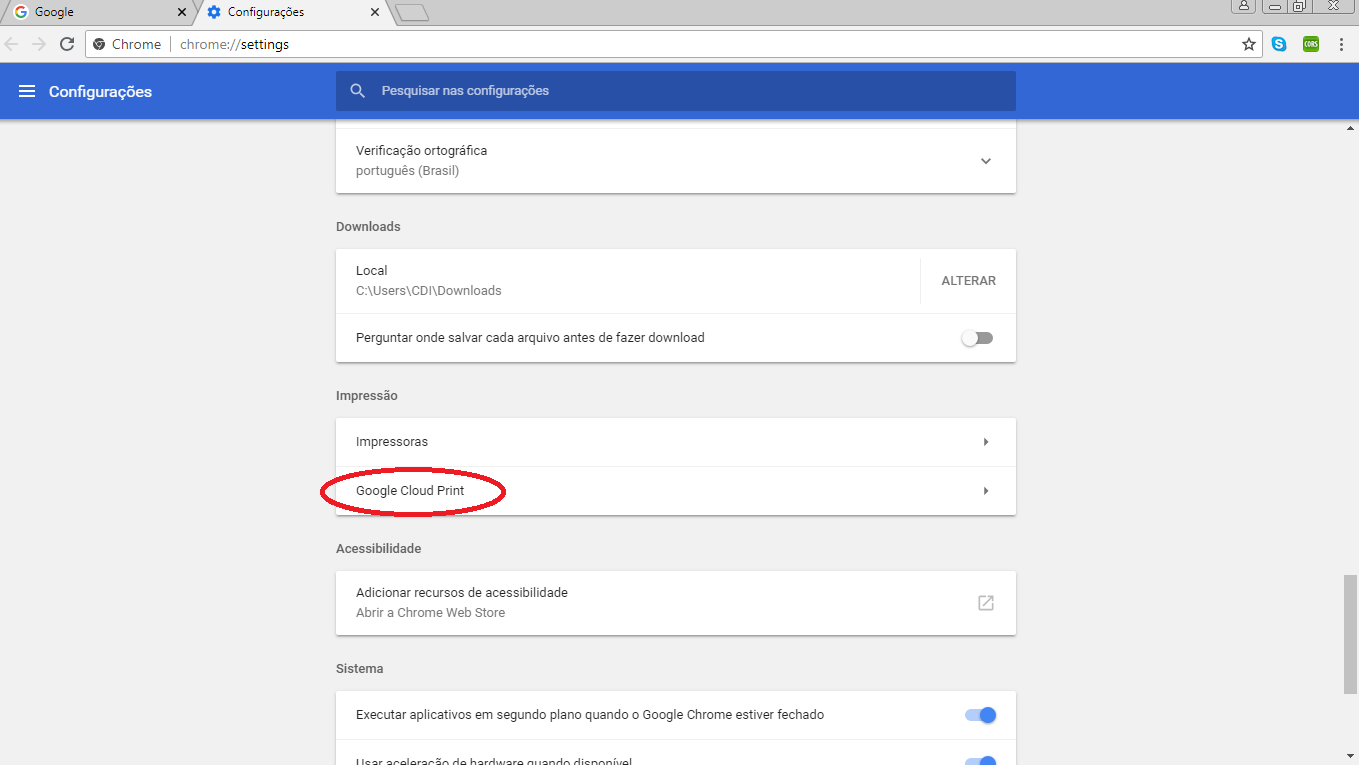 Google
Configurações
Chrome
chrome://settings
CORS
Configurações
Pesquisar nas configurações
Verificação ortográfica
português (Brasil)
Downloads
Local
C:\Users\CDI\Downloads
ALTERAR
Perguntar onde salvar cada arquivo antes de fazer download
Impressão
Impressoras
Google Cloud Print
Acessibilidade
Adicionar recursos de acessibilidade
Abrir a Chrome Web Store
Sistema
Executar aplicativos em segundo plano quando o Google Chrome estiver fechado
Usar aceleração de hardware quando disponível